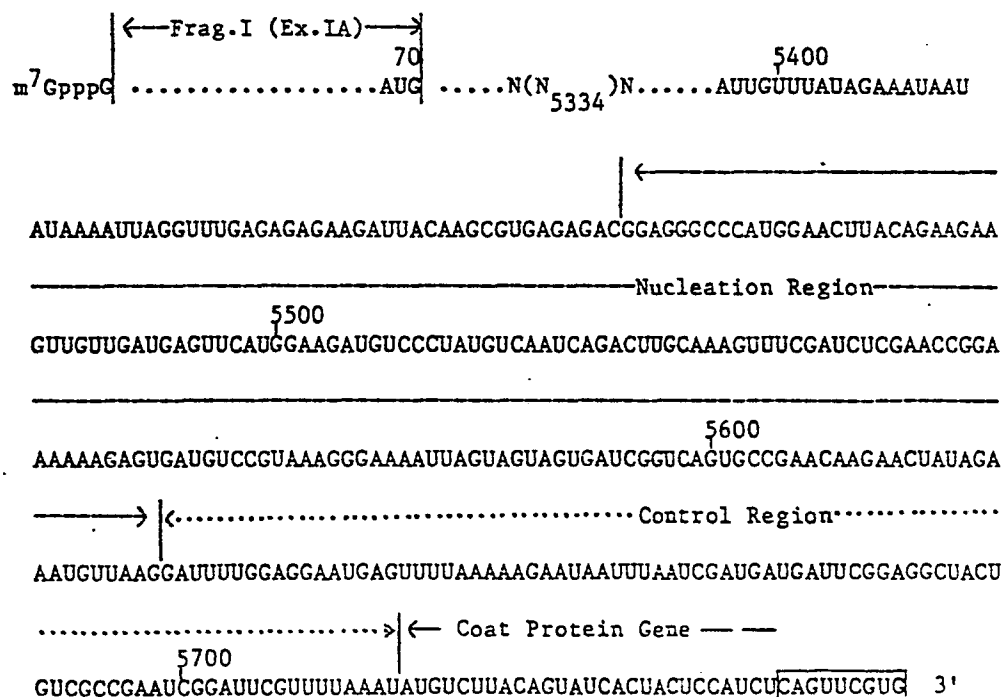 Frag.I (Ex.IA)
70 5400
m7GpppG ..................AUG .....N(N5334)N......AUUGUUUAUAGAAAUAAU
AUAAAAUUAGGUUUGAGAGAGAAGAUUACAAGCGUGAGAGACGGAGGGCCCAUGGAACUUACAGAAGAA
Nucleation Region
5500
GUUGUUGAUGAGUUCAUGGAAGAUGUCCCUAUGUCAAUCAGACUUGCAAAGUUUCGAUCUCGAACCGGA
5600
AAAAAGAGUGAUGUCCGUAAAGGGAAAAUUAGUAGUAGUGAUCGGUCAGUGCCGAACAAGAACUAUAGA
Control Region
AAUGUUAAGGAUUUUGGAGGAAUGAGUUUUAAAAAGAAUAAUUUAAUCGAUGAUGAUUCGGAGGCUACU
Coat Protein Gene
5700
GUCGCCGAAUCGGAUUCGUUUUAAAUAUGUCUUACAGUAUCACUACUCCAUCUCAGUUCGUG 3'